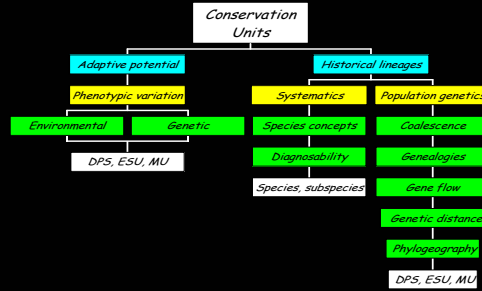 Conservation
Units
Adaptive potential
Historical lineages
Phenotypic variation
Systematics
Population genetics
Environmental
Genetic
Species concepts
Coalescence
DPS, ESU, MU
Diagnosability
Genealogies
Species, subspecies
Gene flow
Genetic distance
Phylogeography
DPS, ESU, MU